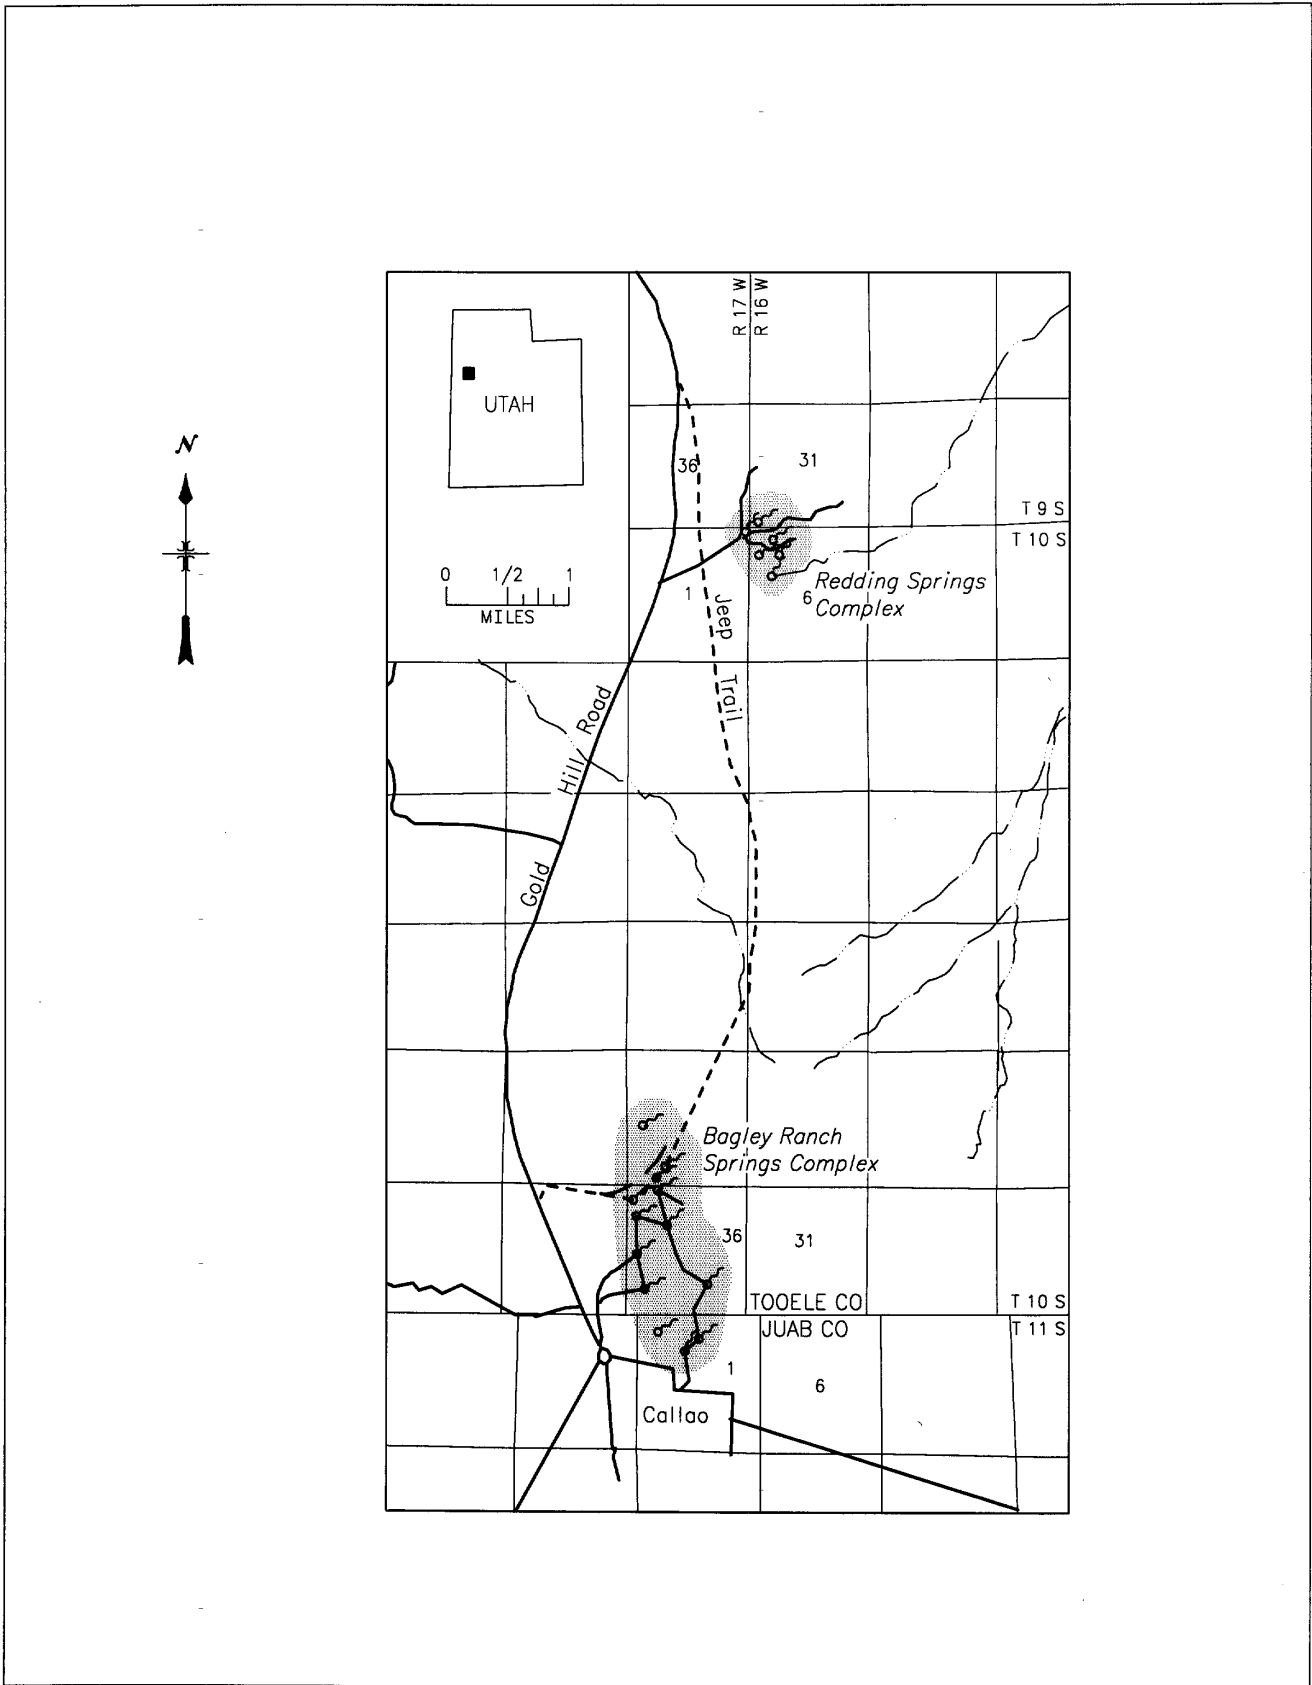 R 17 W
R 16 W
UTAH
N
36
31
T 9 S
T 10 S
0 1/2 1
MILES
1
6
Redding Springs
Complex
Jeep Trail
Gold Hill Road
Bagley Ranch
Springs Complex
36
31
TOOELE CO
T 10 S
JUAB CO
T 11 S
1
6
Callao